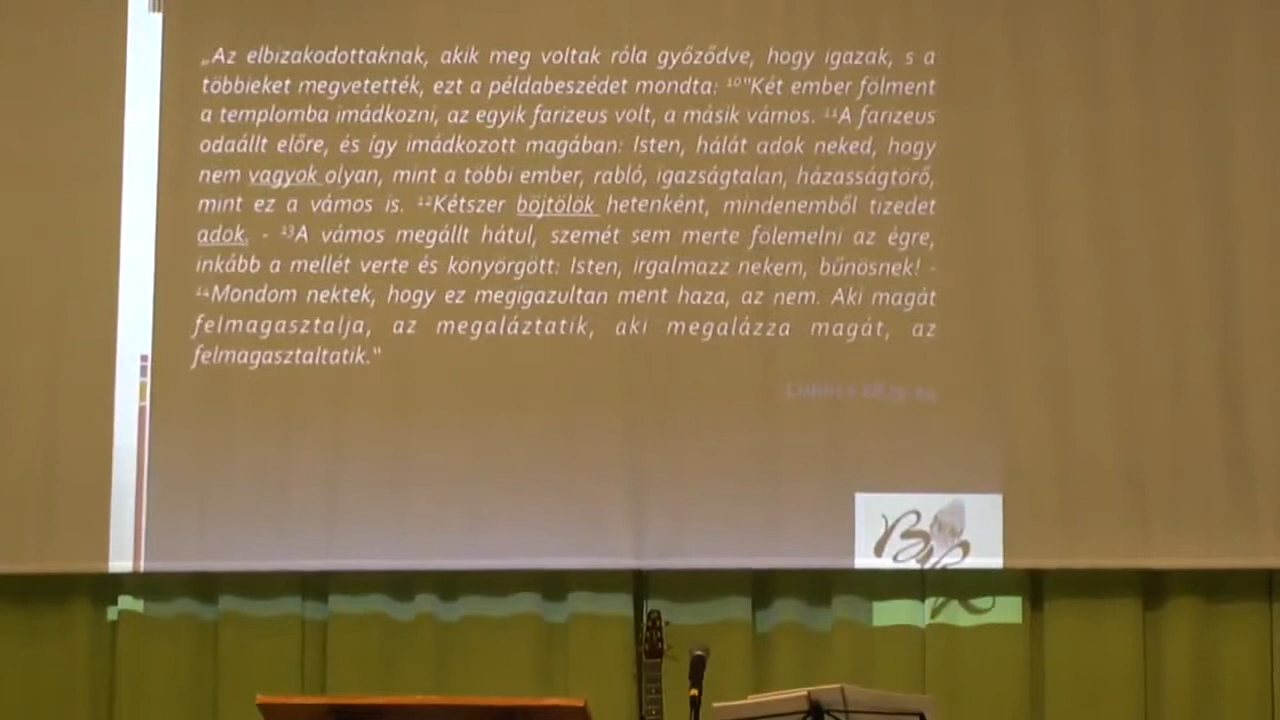 „Az elbizakodottaknak, akik meg voltak róla győződve, hogy igazak, s a
többieket megvetették, ezt a példabeszédet mondta: ¹⁰"Két ember fölment
a templomba imádkozni, az egyik farizeus volt, a másik vámos. ¹¹A farizeus
odaállt előre, és így imádkozott magában: Isten, hálát adok neked, hogy
nem vagyok olyan, mint a többi ember, rabló, igazságtalan, házasságtörő,
mint ez a vámos is. ¹²Kétszer böjtölök hetenként, mindenemből tizedet
adok. - ¹³A vámos megállt hátul, szemét sem merte fölemelni az égre,
inkább a mellét verte és könyörgött: Isten, irgalmazz nekem, bűnösnek! -
¹⁴Mondom nektek, hogy ez megigazultan ment haza, az nem. Aki magát
felmagasztalja, az megaláztatik, aki megalázza magát, az
felmagasztaltatik."